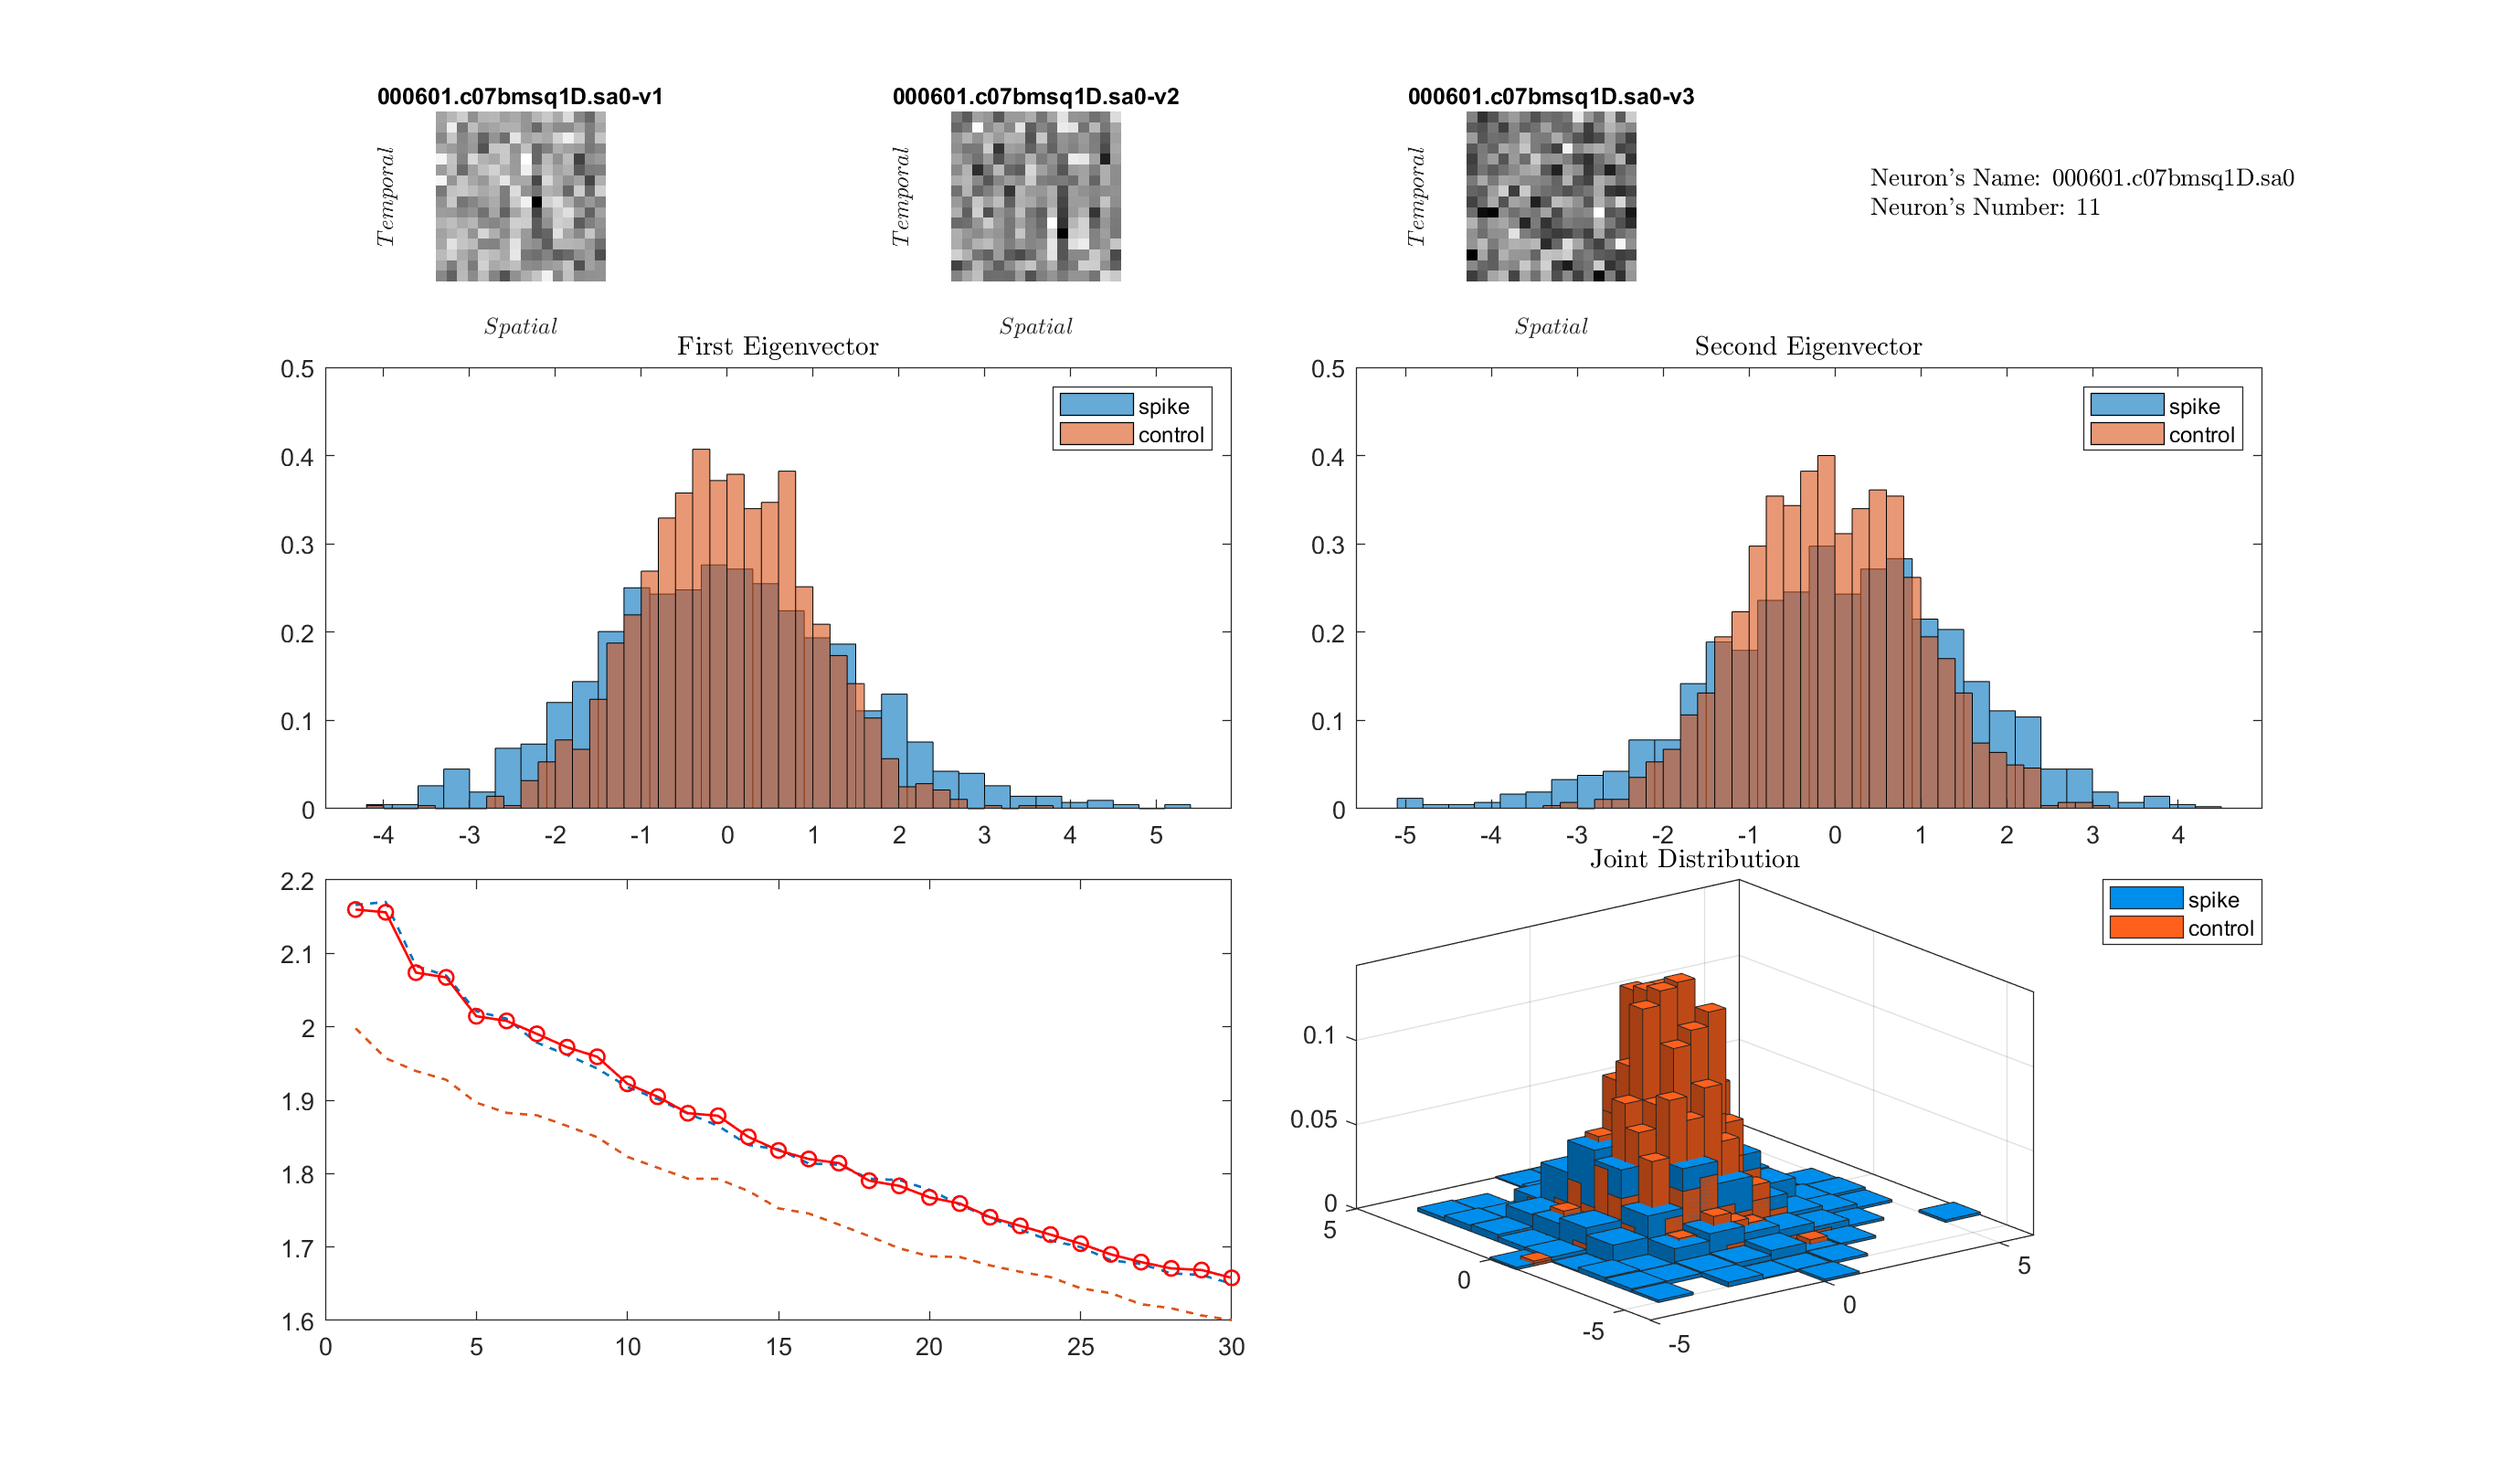 000601.c07bmsq1D.sa0-v1
000601.c07bmsq1D.sa0-v2
000601.c07bmsq1D.sa0-v3
Temporal
Temporal
Temporal
Neuron's Name: 000601.c07bmsq1D.sa0
Neuron's Number: 11
Spatial
Spatial
Spatial
First Eigenvector
0.5
0.4
0.3
0.2
0.1
0
-4 -3 -2 -1 0 1 2 3 4 5
spike
control
Second Eigenvector
0.5
0.4
0.3
0.2
0.1
0
-5 -4 -3 -2 -1 0 1 2 3 4
spike
control
2.2
2.1
2
1.9
1.8
1.7
1.6
0 5 10 15 20 25 30
Joint Distribution
spike
control
0.1
0.05
0
5
0
-5
-5
0
5